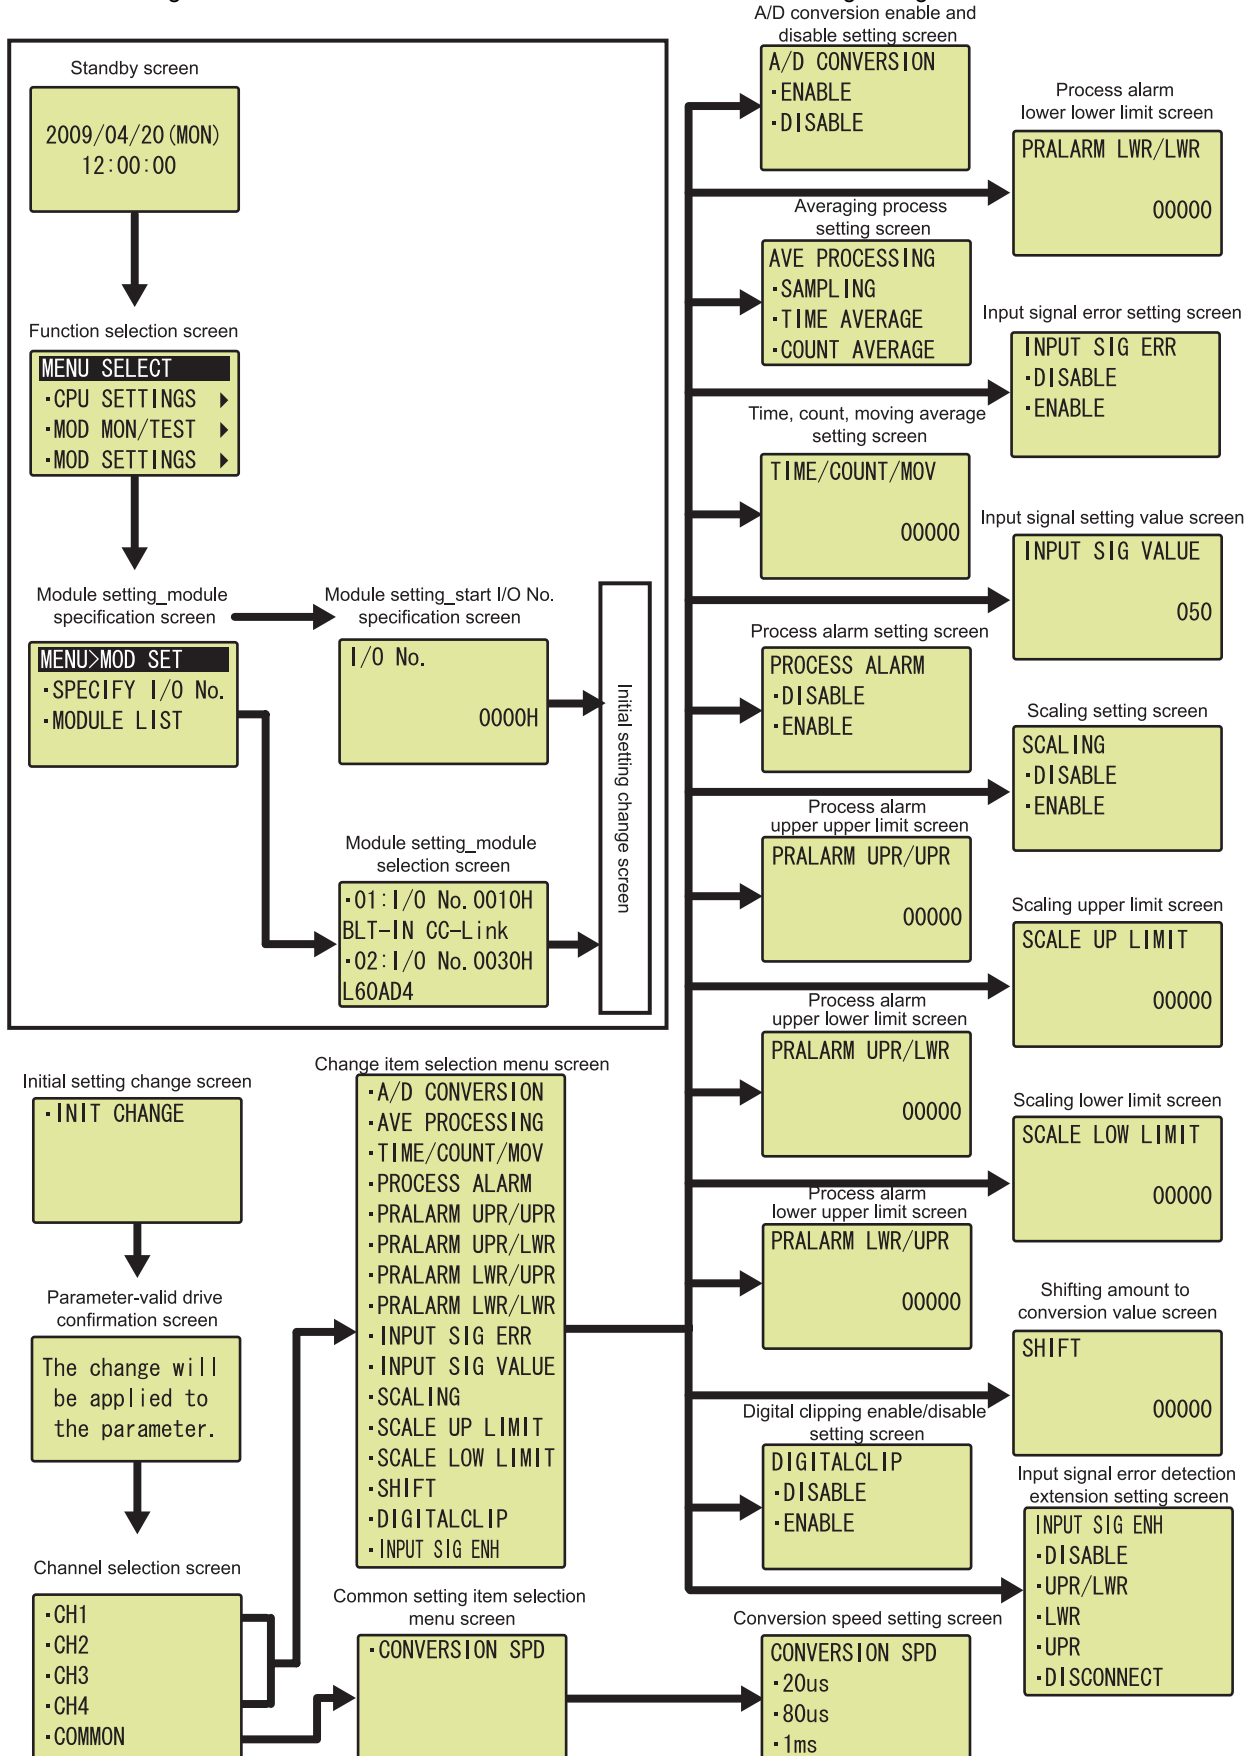 Standby screen
2009/04/20(MON)
12:00:00
Function selection screen
MENU SELECT
·CPU SETTINGS
·MOD MON/TEST
·MOD SETTINGS
Module setting_module
specification screen
MENU>MOD SET
·SPECIFY I/O No.
·MODULE LIST
Module setting_start I/O No.
specification screen
I/O No.
0000H
Module setting_module
selection screen
·01:I/O No.0010H
BLT-IN CC-Link
·02:I/O No.0030H
L60AD4
Initial setting change screen
Initial setting change screen
·INIT CHANGE
Parameter-valid drive
confirmation screen
The change will
be applied to
the parameter.
Channel selection screen
·CH1
·CH2
·CH3
·CH4
·COMMON
Change item selection menu screen
·A/D CONVERSION
·AVE PROCESSING
·TIME/COUNT/MOV
·PROCESS ALARM
·PRALARM UPR/UPR
·PRALARM UPR/LWR
·PRALARM LWR/UPR
·PRALARM LWR/LWR
·INPUT SIG ERR
·INPUT SIG VALUE
·SCALING
·SCALE UP LIMIT
·SCALE LOW LIMIT
·SHIFT
·DIGITALCLIP
·INPUT SIG ENH
Common setting item selection
menu screen
·CONVERSION SPD
A/D conversion enable and
disable setting screen
A/D CONVERSION
·ENABLE
·DISABLE
Averaging process
setting screen
AVE PROCESSING
·SAMPLING
·TIME AVERAGE
·COUNT AVERAGE
Time, count, moving average
setting screen
TIME/COUNT/MOV
00000
Process alarm setting screen
PROCESS ALARM
·DISABLE
·ENABLE
Process alarm
upper upper limit screen
PRALARM UPR/UPR
00000
Process alarm
upper lower limit screen
PRALARM UPR/LWR
00000
Process alarm
lower upper limit screen
PRALARM LWR/UPR
00000
Digital clipping enable/disable
setting screen
DIGITALCLIP
·DISABLE
·ENABLE
Conversion speed setting screen
CONVERSION SPD
·20us
·80us
·1ms
Process alarm
lower lower limit screen
PRALARM LWR/LWR
00000
Input signal error setting screen
INPUT SIG ERR
·DISABLE
·ENABLE
Input signal setting value screen
INPUT SIG VALUE
050
Scaling setting screen
SCALING
·DISABLE
·ENABLE
Scaling upper limit screen
SCALE UP LIMIT
00000
Scaling lower limit screen
SCALE LOW LIMIT
00000
Shifting amount to
conversion value screen
SHIFT
00000
Input signal error detection
extension setting screen
INPUT SIG ENH
·DISABLE
·UPR/LWR
·LWR
·UPR
·DISCONNECT